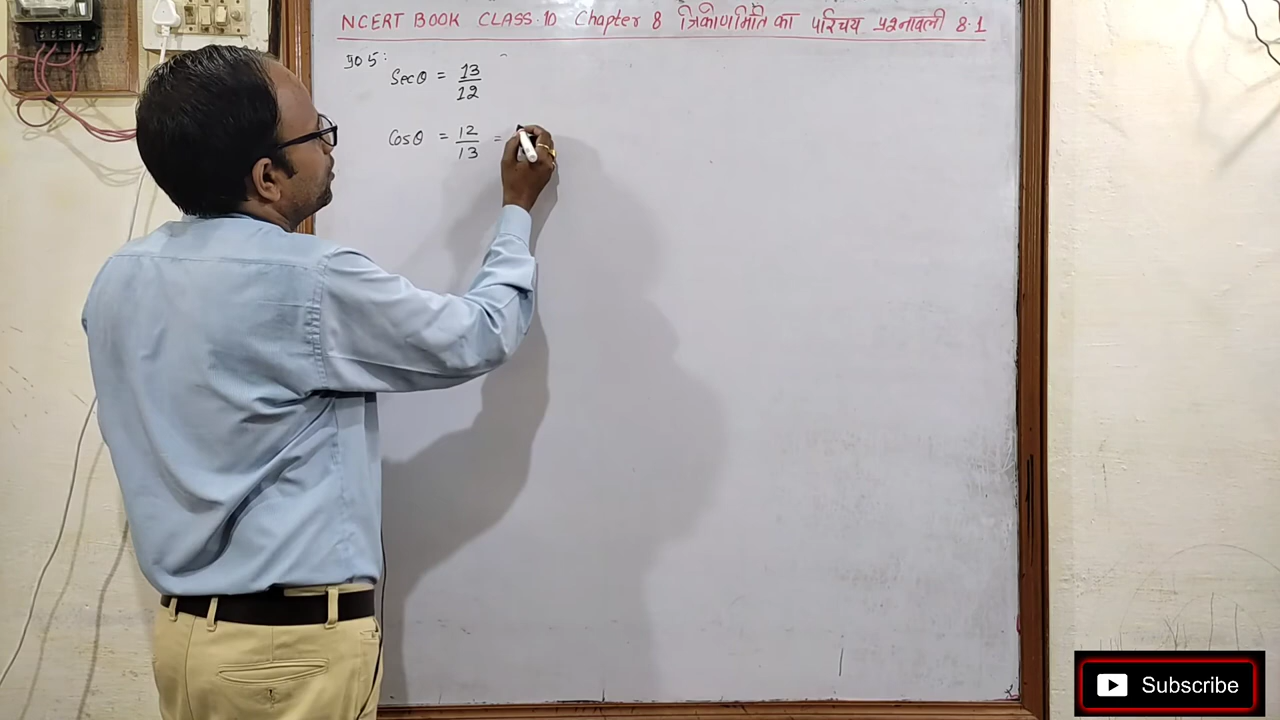 NCERT BOOK CLASS·10 Chapter 8 त्रिकोणमिति का परिचय प्रश्नावली 8·1
प्र० 5:
Secθ = 13/12
Cosθ = 12/13 =
Subscribe